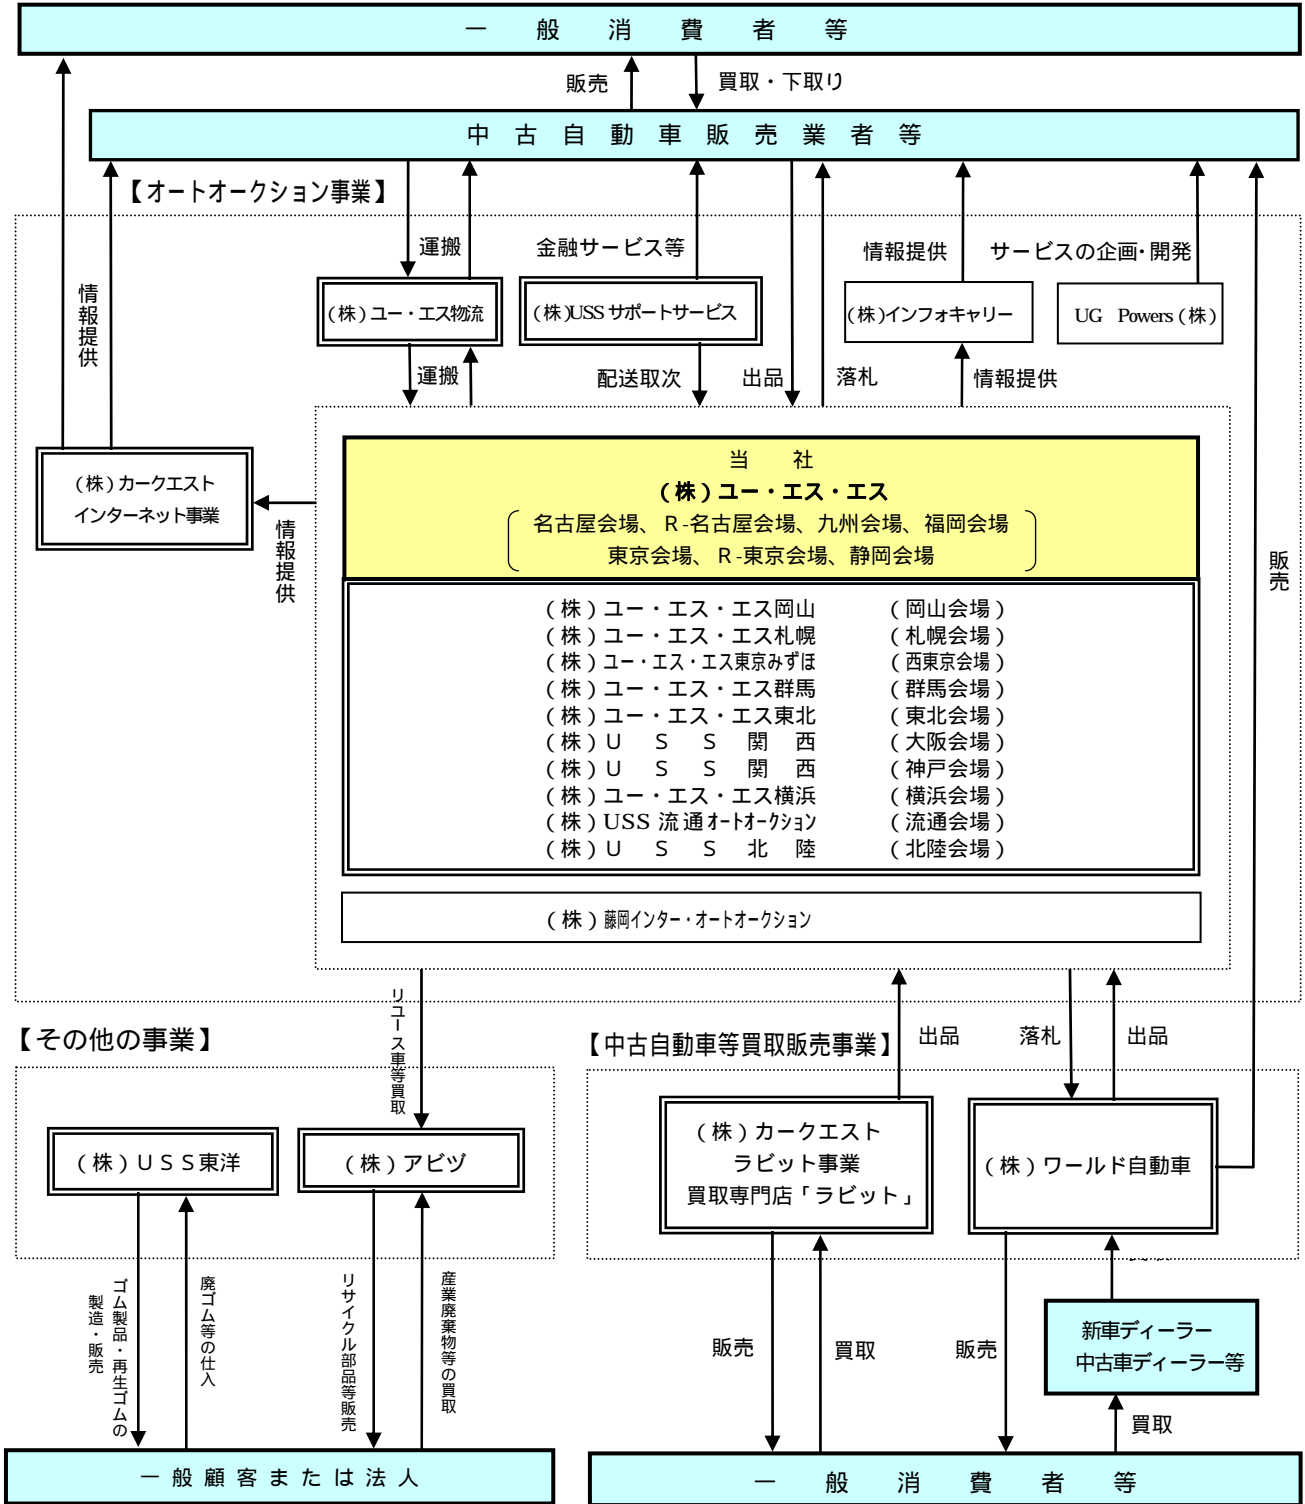 一般消費者等
販売
買取・下取り
中古自動車販売業者等
【オートオークション事業】
運搬
金融サービス等
情報提供
サービスの企画・開発
情報提供
(株)ユー・エス物流
(株)USSサポートサービス
(株)インフォキャリー
UG Powers(株)
運搬
配送取次
出品
落札
情報提供
(株)カークエスト
インターネット事業
情報提供
当社
(株)ユー・エス・エス
名古屋会場、R-名古屋会場、九州会場、福岡会場
東京会場、R-東京会場、静岡会場
販売
(株)ユー・エス・エス岡山 (岡山会場)
(株)ユー・エス・エス札幌 (札幌会場)
(株)ユー・エス・エス東京みずほ (西東京会場)
(株)ユー・エス・エス群馬 (群馬会場)
(株)ユー・エス・エス東北 (東北会場)
(株)USS関西 (大阪会場)
(株)USS関西 (神戸会場)
(株)ユー・エス・エス横浜 (横浜会場)
(株)USS流通オートオークション (流通会場)
(株)USS北陸 (北陸会場)
(株)藤岡インター・オートオークション
リユース車等買取
【その他の事業】
【中古自動車等買取販売事業】
出品
落札
出品
(株)USS東洋
(株)アビヅ
(株)カークエスト
ラビット事業
買取専門店「ラビット」
(株)ワールド自動車
ゴム製品・再生ゴムの
製造・販売
廃ゴム等の仕入
リサイクル部品等販売
産業廃棄物等の買取
販売
買取
販売
新車ディーラー
中古車ディーラー等
買取
一般顧客または法人
一般消費者等